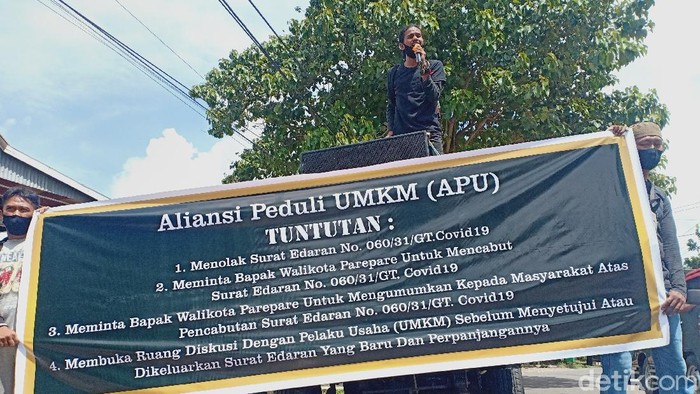 Aliansi Peduli UMKM (APU)
TUNTUTAN :
1. Menolak Surat Edaran No. 060/31/GT.Covid19
2. Meminta Bapak Walikota Parepare Untuk Mencabut
Surat Edaran No. 060/31/GT. Covid19
3. Meminta Bapak Walikota Parepare Untuk Mengumumkan Kepada Masyarakat Atas
Pencabutan Surat Edaran No. 060/31/GT. Covid19
4. Membuka Ruang Diskusi Dengan Pelaku Usaha (UMKM) Sebelum Menyetujui Atau
Dikeluarkan Surat Edaran Yang Baru Dan Perpanjangannya
detikcom
detikcom